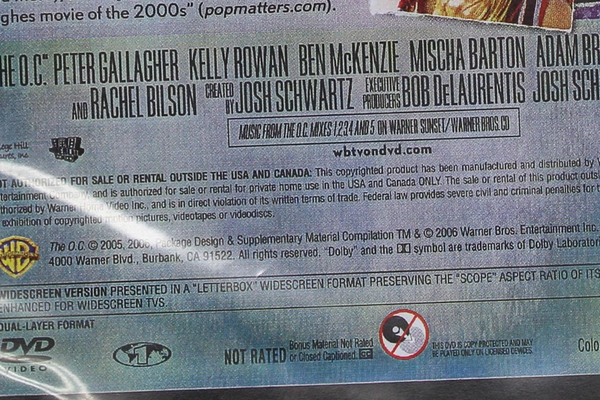 ghes movie of the 2000s" (popmatters.com).
HE O.C." PETER GALLAGHER KELLY ROWAN BEN McKENZIE MISCHA BARTON ADAM BR
AND RACHEL BILSON CREATED BY JOSH SCHWARTZ EXECUTIVE PRODUCERS BOB DeLAURENTIS JOSH SCH
MUSIC FROM THE O.C. MIXES 1 2 3 4 AND 5 ON WARNER SUNSET/WARNER BROS. CD
wbtvondvd.com
OT AUTHORIZED FOR SALE OR RENTAL OUTSIDE THE USA AND CANADA: This copyrighted product has been manufactured and distributed by
tertainment and is authorized for sale or rental for private home use in the USA and Canada ONLY. The sale or rental of this product outs
thorized by Warner Video Inc., and is in direct violation of its written terms of trade. Federal law provides severe civil and criminal penalties for t
exhibition of copyrighted motion pictures, videotapes or videodiscs.
WB
The O.C. © 2005, Package Design & Supplementary Material Compilation TM & © 2006 Warner Bros. Entertainment Inc.
4000 Warner Blvd., Burbank, CA 91522. All rights reserved. "Dolby" and the symbol are trademarks of Dolby Laborator
WIDESCREEN VERSION PRESENTED IN A "LETTERBOX" WIDESCREEN FORMAT PRESERVING THE "SCOPE" ASPECT RATIO OF ITS
ENHANCED FOR WIDESCREEN TVS.
DUAL-LAYER FORMAT
DVD
VIDEO
NOT RATED Bonus Material Not Rated or Closed Captioned.
THIS DVD IS COPY PROTECTED AND MAY
BE PLAYED ONLY ON LICENSED DEVICES.
Colo